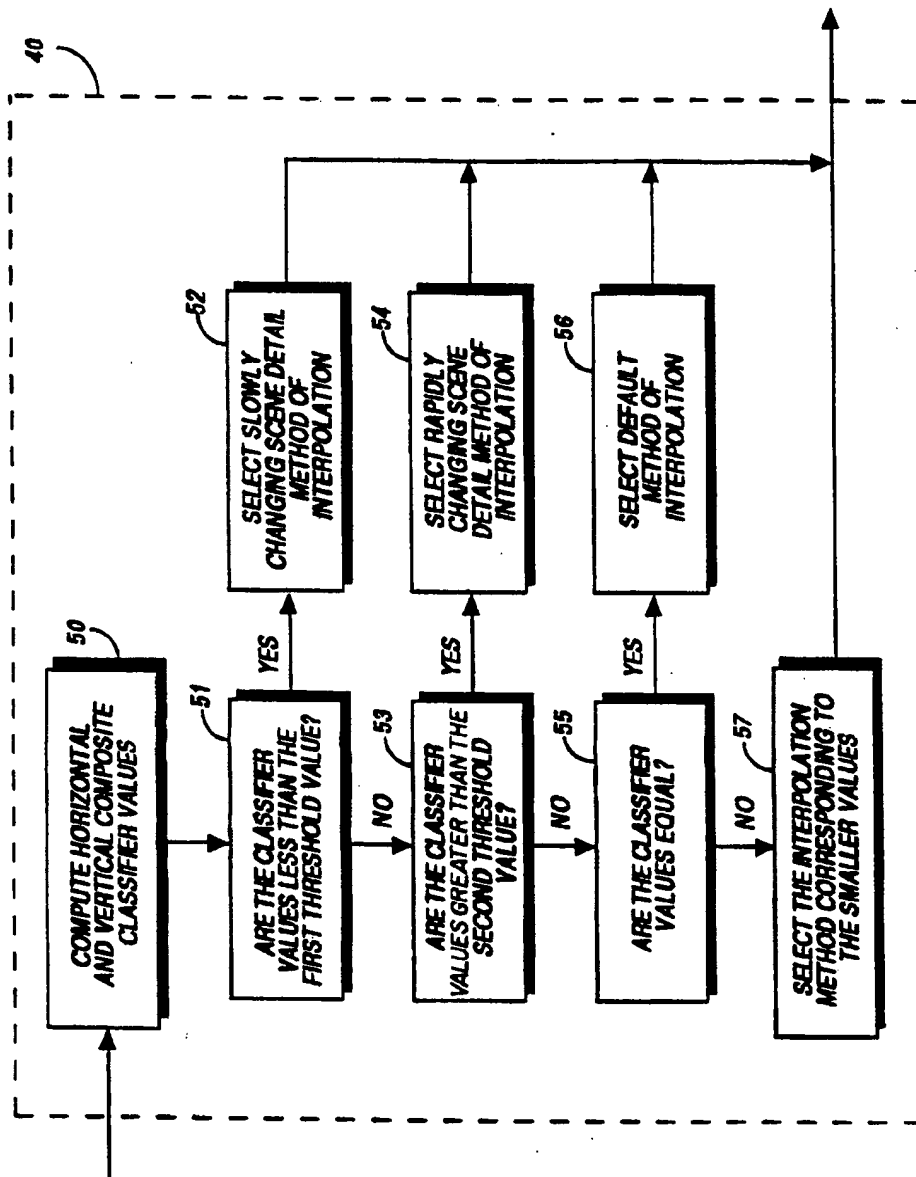 40
50
COMPUTE HORIZONTAL
AND VERTICAL COMPOSITE
CLASSIFIER VALUES
51
ARE THE CLASSIFIER
VALUES LESS THAN THE
FIRST THRESHOLD VALUE?
YES
52
SELECT SLOWLY
CHANGING SCENE DETAIL
METHOD OF
INTERPOLATION
NO
53
ARE THE CLASSIFIER
VALUES GREATER THAN THE
SECOND THRESHOLD
VALUE?
YES
54
SELECT RAPIDLY
CHANGING SCENE
DETAIL METHOD OF
INTERPOLATION
NO
55
ARE THE CLASSIFIER
VALUES EQUAL?
YES
56
SELECT DEFAULT
METHOD OF
INTERPOLATION
NO
57
SELECT THE INTERPOLATION
METHOD CORRESPONDING TO
THE SMALLER VALUES